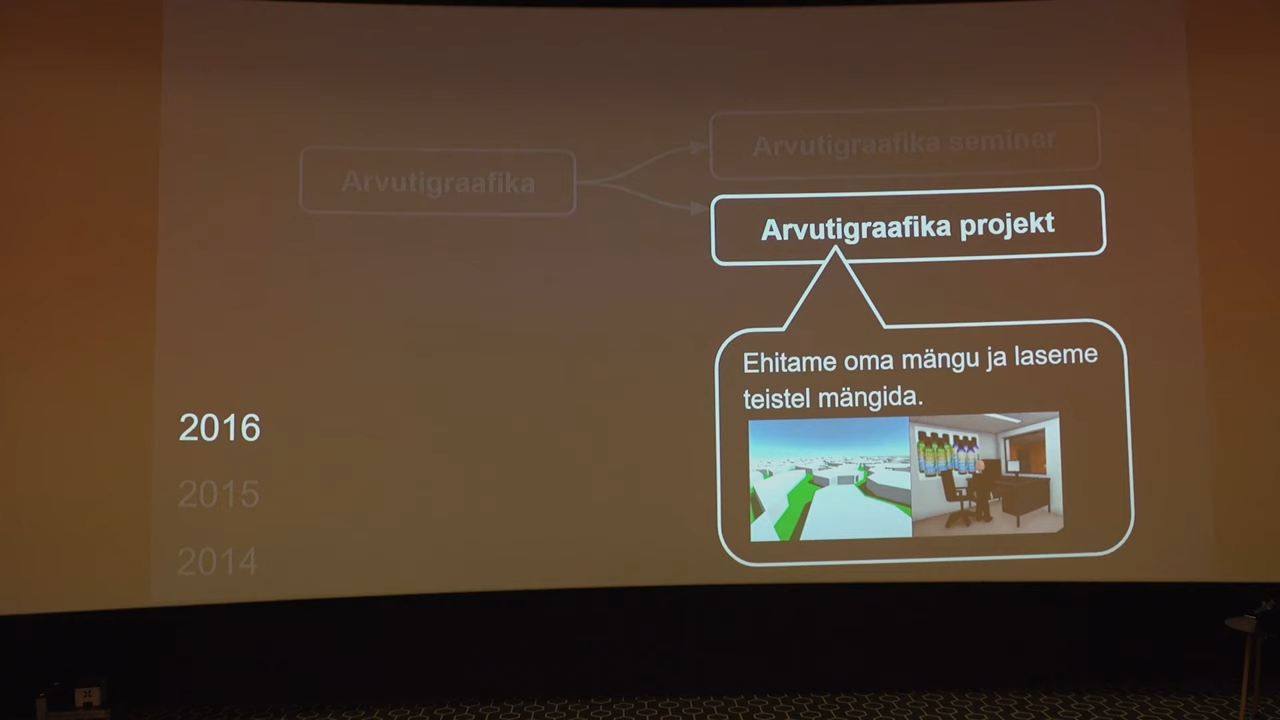 Arvutigraafika seminar
Arvutigraafika
Arvutigraafika projekt
Ehitame oma mängu ja laseme
teistel mängida.
2016
2015
2014